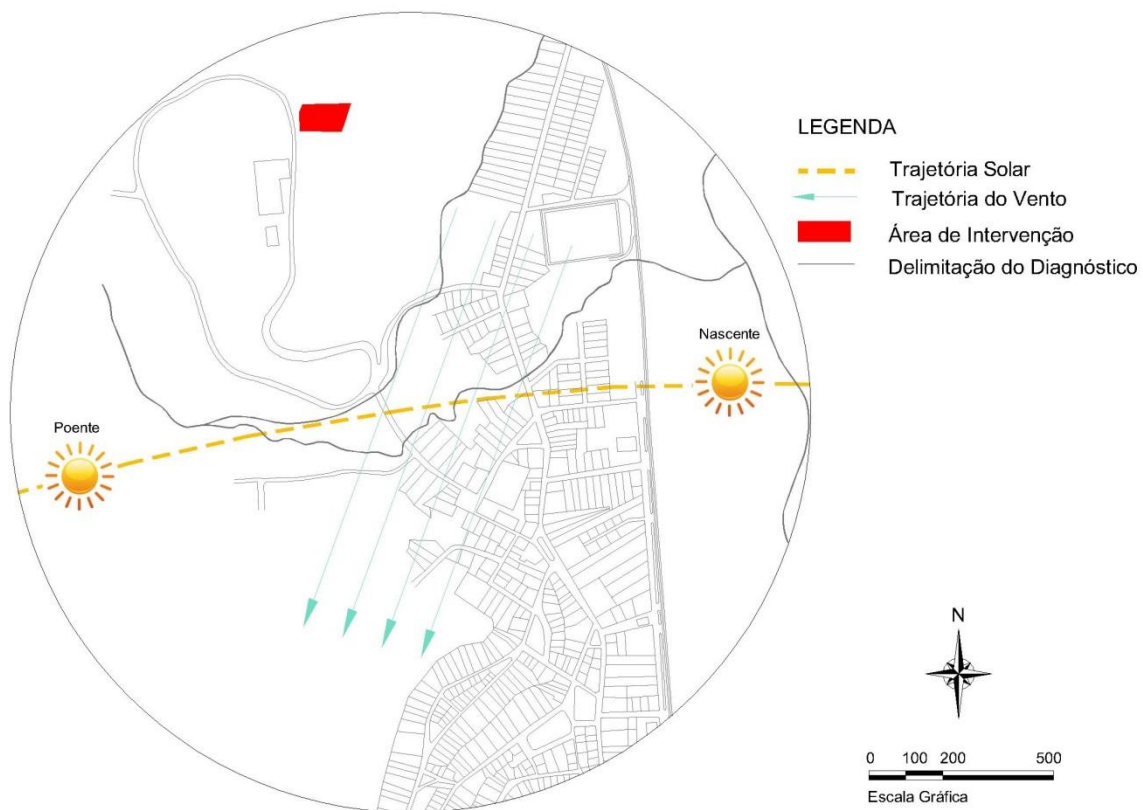 LEGENDA
Trajetória Solar
Trajetória do Vento
Área de Intervenção
Delimitação do Diagnóstico
Nascente
Poente
N
0 100 200 500
Escala Gráfica